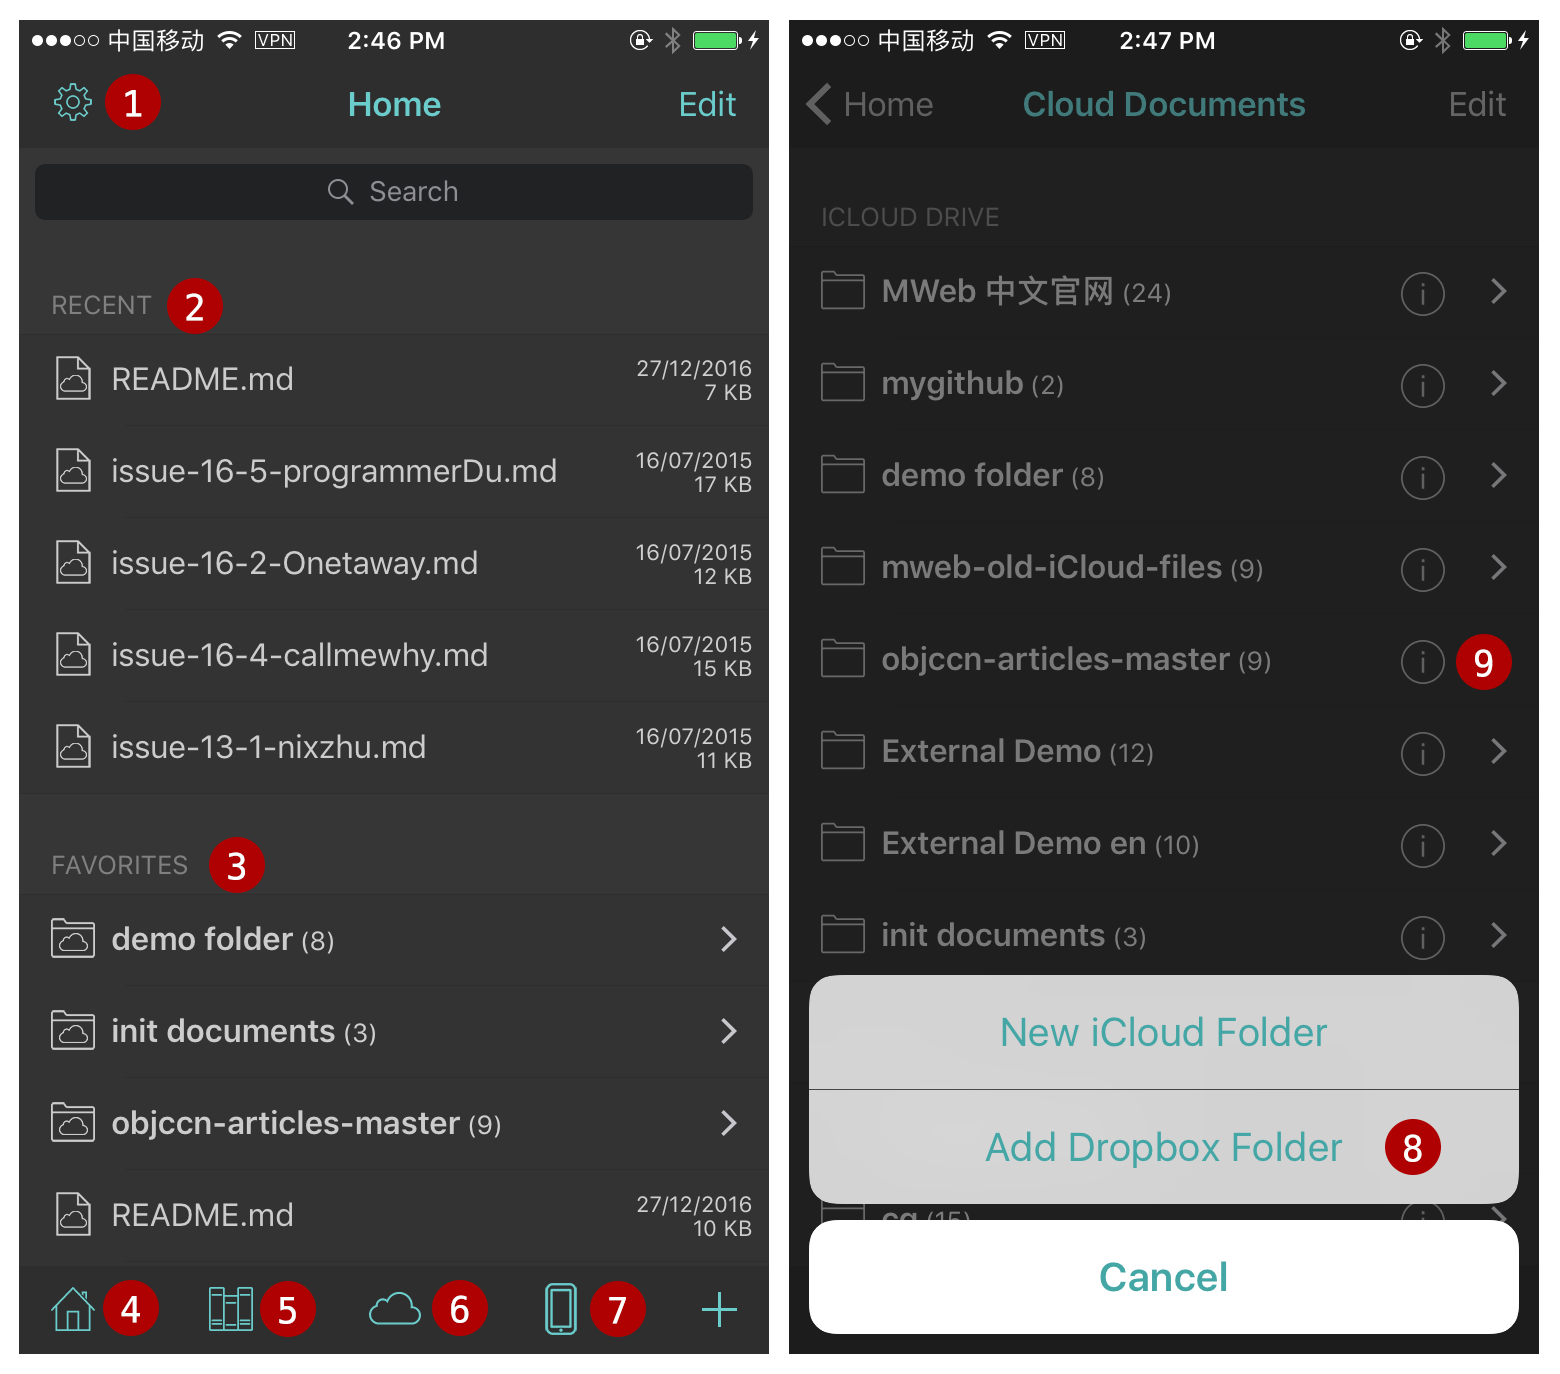 中国移动 VPN 2:46 PM
1 Home Edit
Search
RECENT 2
README.md 27/12/2016
7 KB
issue-16-5-programmerDu.md 16/07/2015
17 KB
issue-16-2-Onetaway.md 16/07/2015
12 KB
issue-16-4-callmewhy.md 16/07/2015
15 KB
issue-13-1-nixzhu.md 16/07/2015
11 KB
FAVORITES 3
demo folder (8)
init documents (3)
objccn-articles-master (9)
README.md 27/12/2016
10 KB
4 5 6 7
中国移动 VPN 2:47 PM
Home Cloud Documents Edit
ICLOUD DRIVE
MWeb 中文官网 (24)
mygithub (2)
demo folder (8)
mweb-old-iCloud-files (9)
objccn-articles-master (9) 9
External Demo (12)
External Demo en (10)
init documents (3)
New iCloud Folder
Add Dropbox Folder 8
Cancel